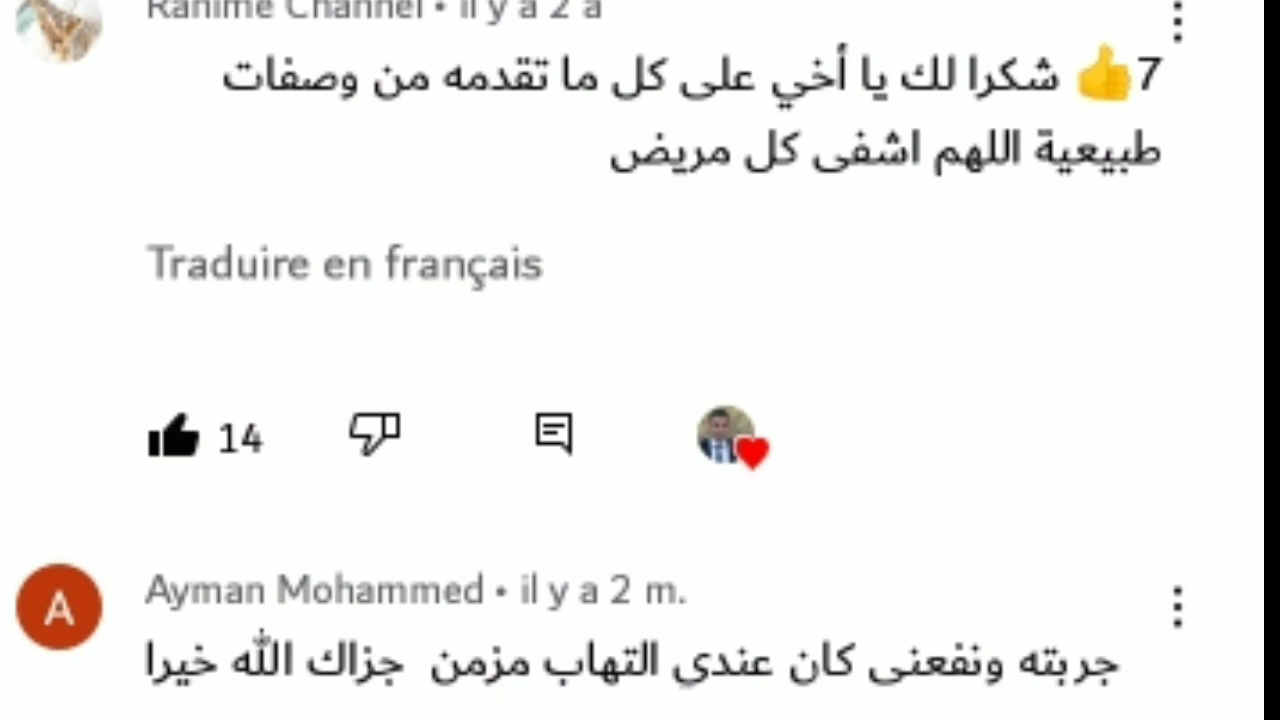 Ranime Channel • il y a 2 a
7👍 شكرا لك يا أخي على كل ما تقدمه من وصفات
طبيعية اللهم اشفى كل مريض
Traduire en français
14
A
Ayman Mohammed • il y a 2 m.
جربته ونفعنى كان عندي التهاب مزمن جزاك الله خيرا